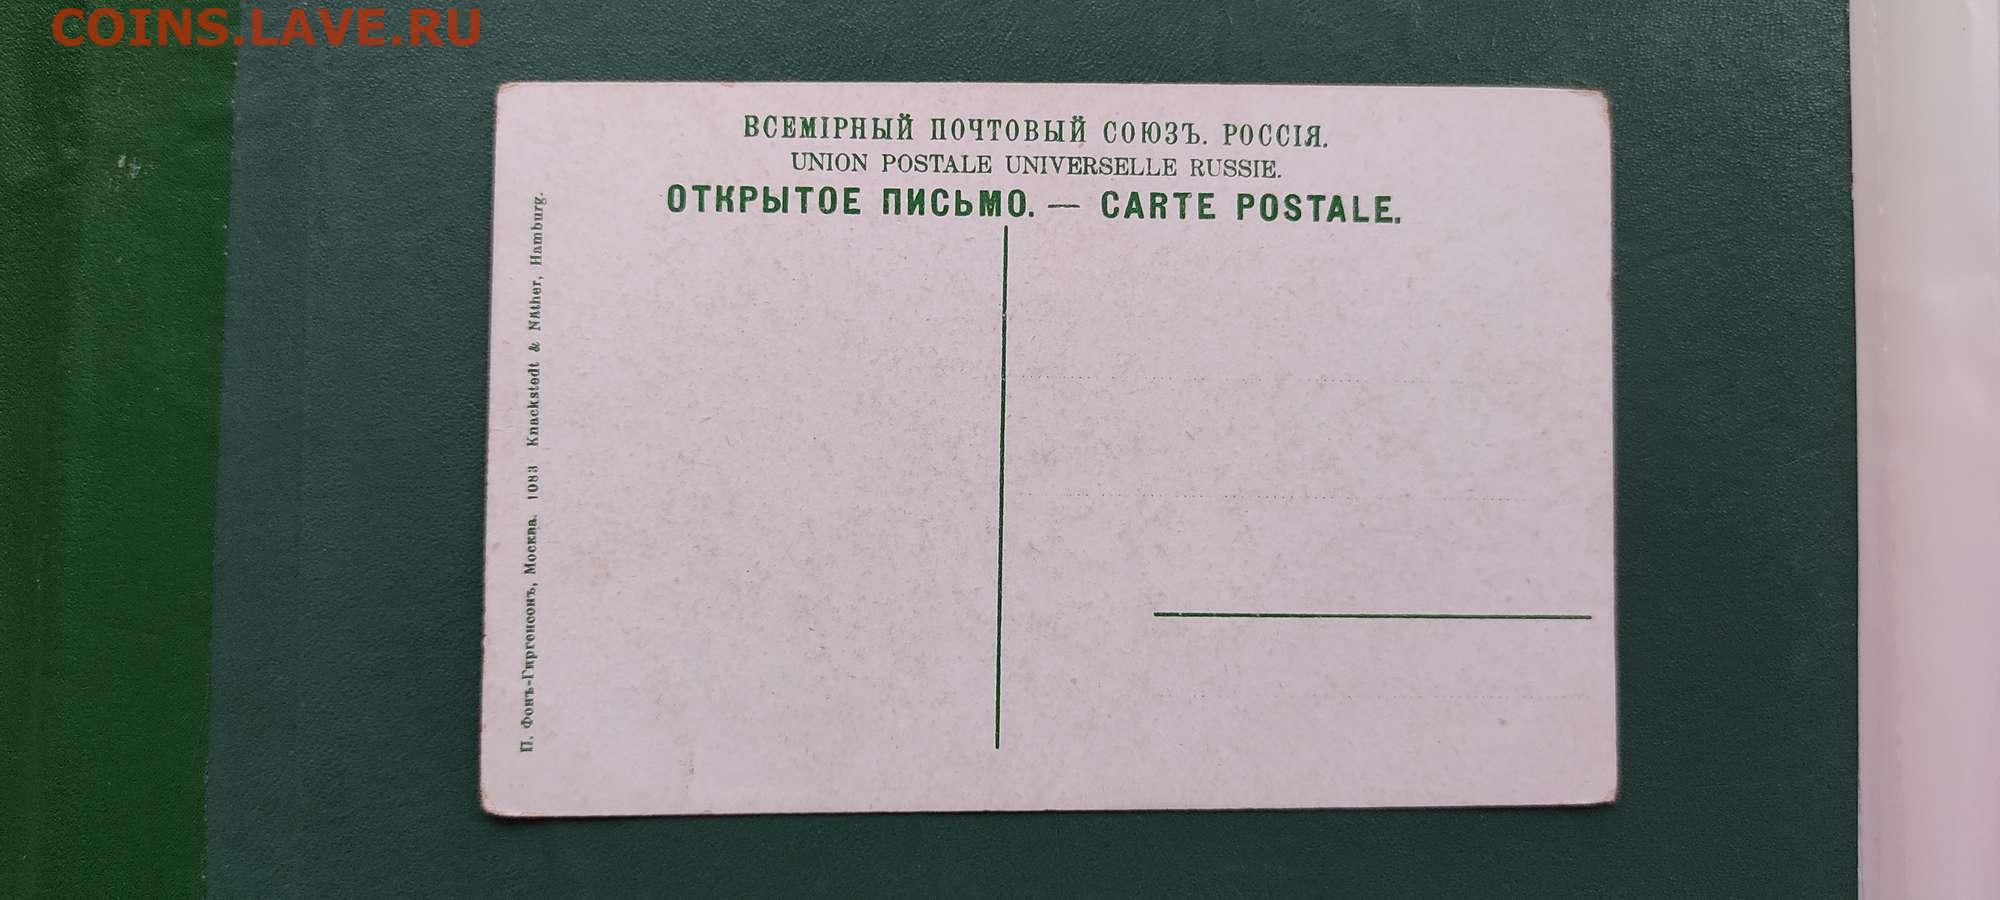 COINS.LAVE.RU
ВСЕМІРНЫЙ ПОЧТОВЫЙ СОЮЗЪ. РОССІЯ.
UNION POSTALE UNIVERSELLE RUSSIE.
ОТКРЫТОЕ ПИСЬМО. — CARTE POSTALE.
П. Фонъ-Гиргенсонъ, Москва. 1083 Knackstedt & Näther, Hamburg.